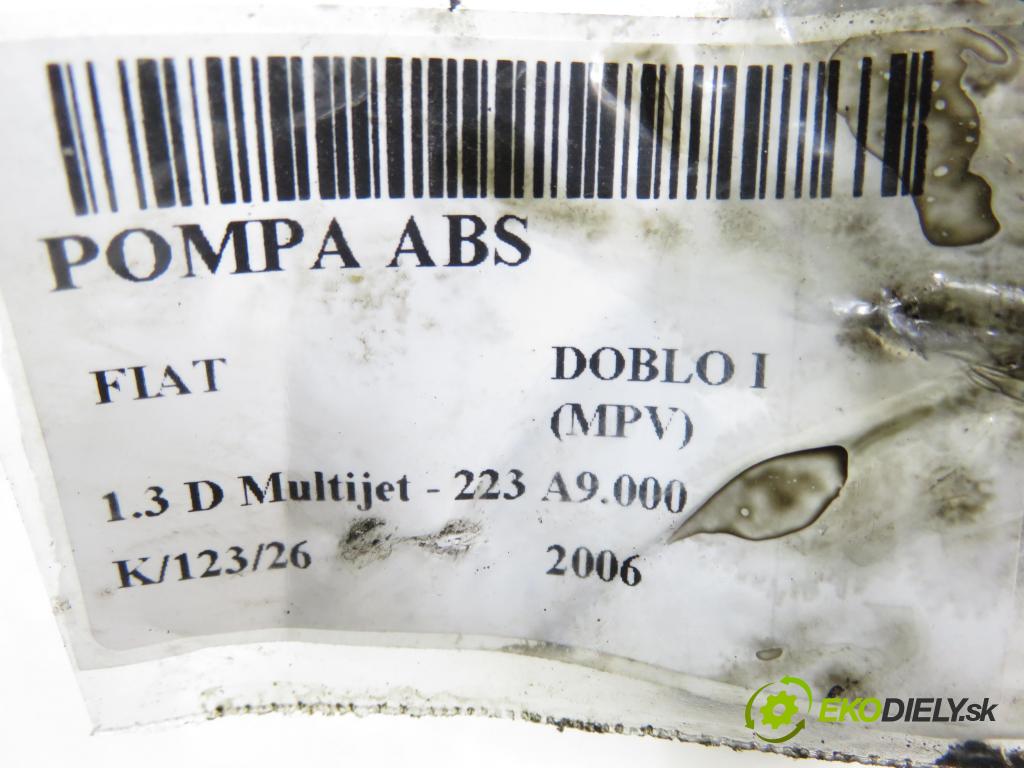 POMPA ABS
FIAT DOBLO I
(MPV)
1.3 D Multijet - 223 A9.000
K/123/26 2006
EKODIELY.sk